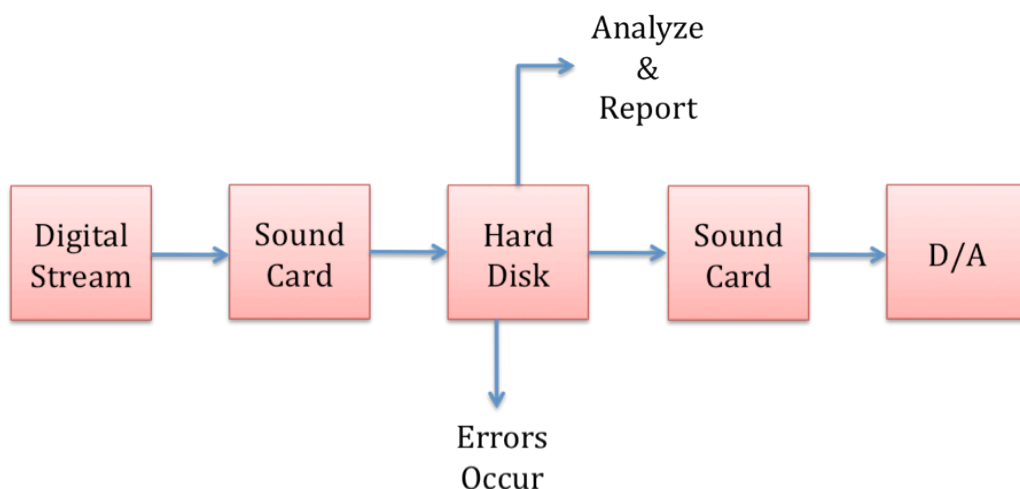 Analyze
&
Report
Digital
Stream
Sound
Card
Hard
Disk
Sound
Card
D/A
Errors
Occur